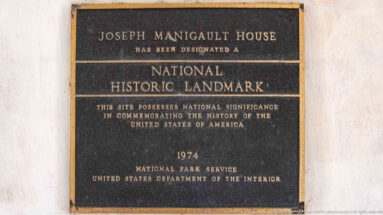 JOSEPH MANIGAULT HOUSE
HAS BEEN DESIGNATED A
NATIONAL
HISTORIC LANDMARK
THIS SITE POSSESSES NATIONAL SIGNIFICANCE
IN COMMEMORATING THE HISTORY OF THE
UNITED STATES OF AMERICA
1974
NATIONAL PARK SERVICE
UNITED STATES DEPARTMENT OF THE INTERIOR